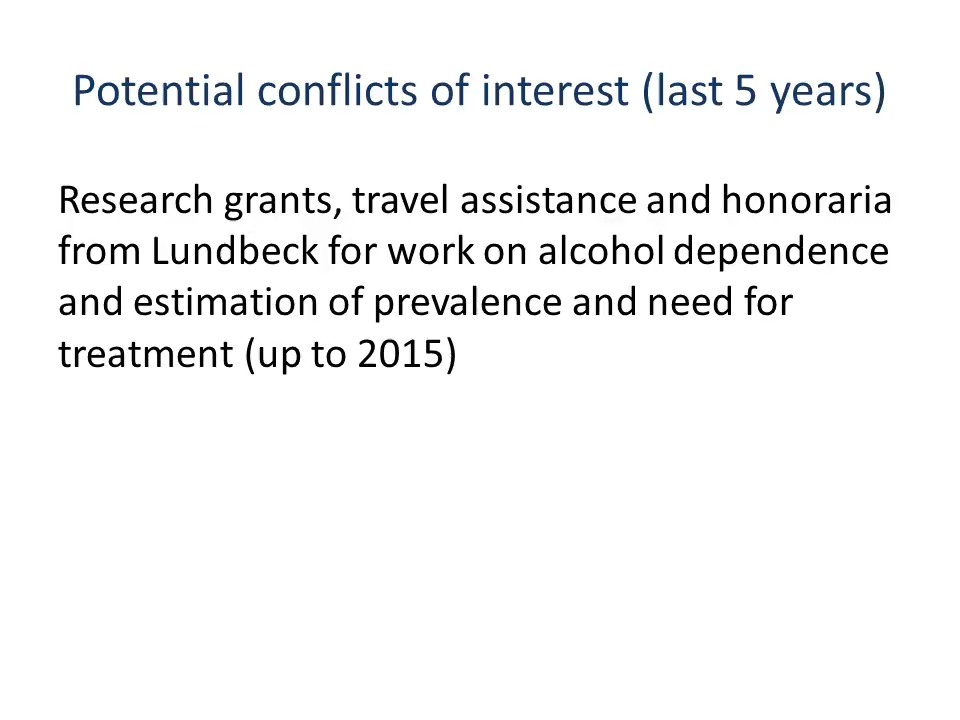 Potential conflicts of interest (last 5 years)
Research grants, travel assistance and honoraria
from Lundbeck for work on alcohol dependence
and estimation of prevalence and need for
treatment (up to 2015)